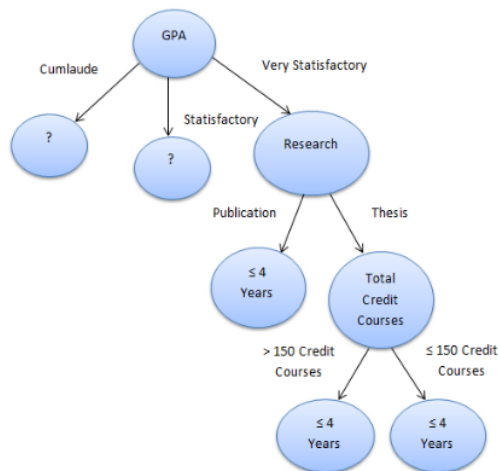 GPA
Cumlaude
Very Statisfactory
Statisfactory
?
?
Research
Publication
Thesis
≤ 4
Years
Total
Credit
Courses
> 150 Credit
Courses
≤ 150 Credit
Courses
≤ 4
Years
≤ 4
Years